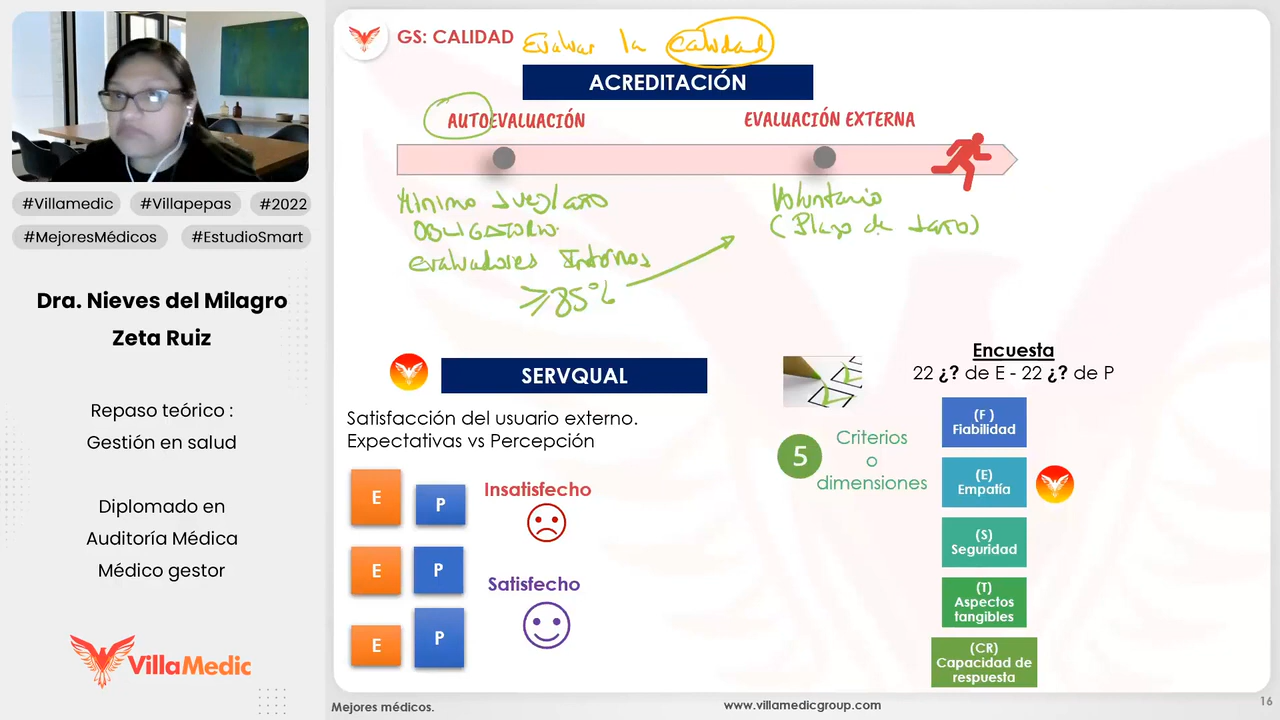 GS: CALIDAD
Evaluar la calidad
ACREDITACIÓN
AUTOEVALUACIÓN
EVALUACIÓN EXTERNA
Mínimo 1 vez/año
OBLIGATORIO
evaluadores Internos
≥85%
Voluntario
(Plazo de 1 año)
#Villamedic
#Villapepas
#2022
#MejoresMédicos
#EstudioSmart
Dra. Nieves del Milagro
Zeta Ruiz
Repaso teórico :
Gestión en salud
Diplomado en
Auditoría Médica
Médico gestor
VillaMedic
SERVQUAL
Satisfacción del usuario externo.
Expectativas vs Percepción
E
P
Insatisfecho
E
P
Satisfecho
E
P
Encuesta
22 ¿? de E - 22 ¿? de P
5
Criterios
o
dimensiones
(F )
Fiabilidad
(E)
Empatía
(S)
Seguridad
(T)
Aspectos
tangibles
(CR)
Capacidad de
respuesta
Mejores médicos.
www.villamedicgroup.com
16